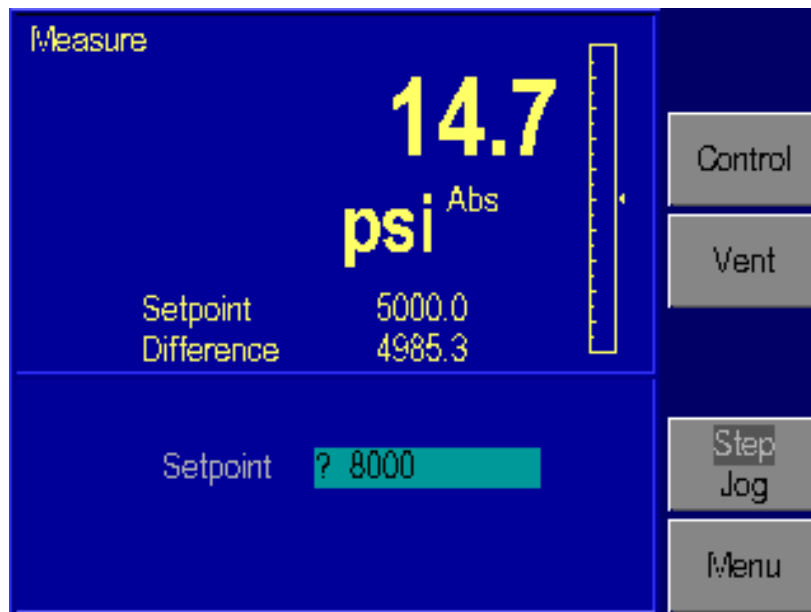 Measure
14.7
psi Abs
Setpoint 5000.0
Difference 4985.3
Setpoint ? 8000
Control
Vent
Step
Jog
Menu